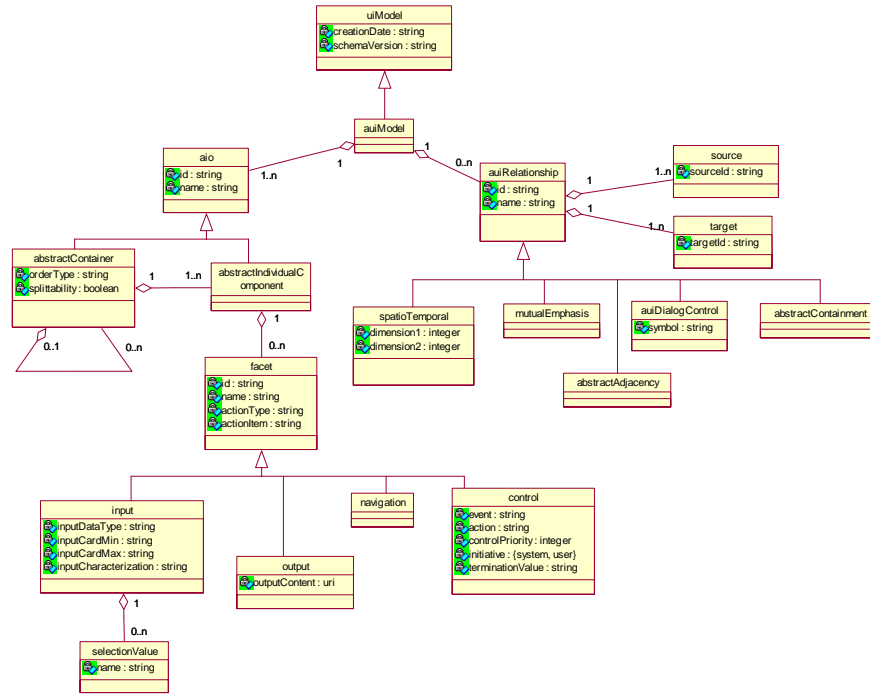 uiModel
creationDate : string
schemaVersion : string
auiModel
1
1
aio
id : string
name : string
1..n
0..n
auiRelationship
id : string
name : string
1
1
source
sourceId : string
1..n
target
targetId : string
1..n
abstractContainer
orderType : string
splittability : boolean
1
1..n
0..1
0..n
abstractIndividualC
omponent
1
0..n
spatioTemporal
dimension1 : integer
dimension2 : integer
mutualEmphasis
auiDialogControl
symbol : string
abstractContainment
abstractAdjacency
facet
id : string
name : string
actionType : string
actionItem : string
input
inputDataType : string
inputCardMin : string
inputCardMax : string
inputCharacterization : string
1
0..n
output
outputContent : uri
navigation
control
event : string
action : string
controlPriority : integer
initiative : {system, user}
terminationValue : string
selectionValue
name : string